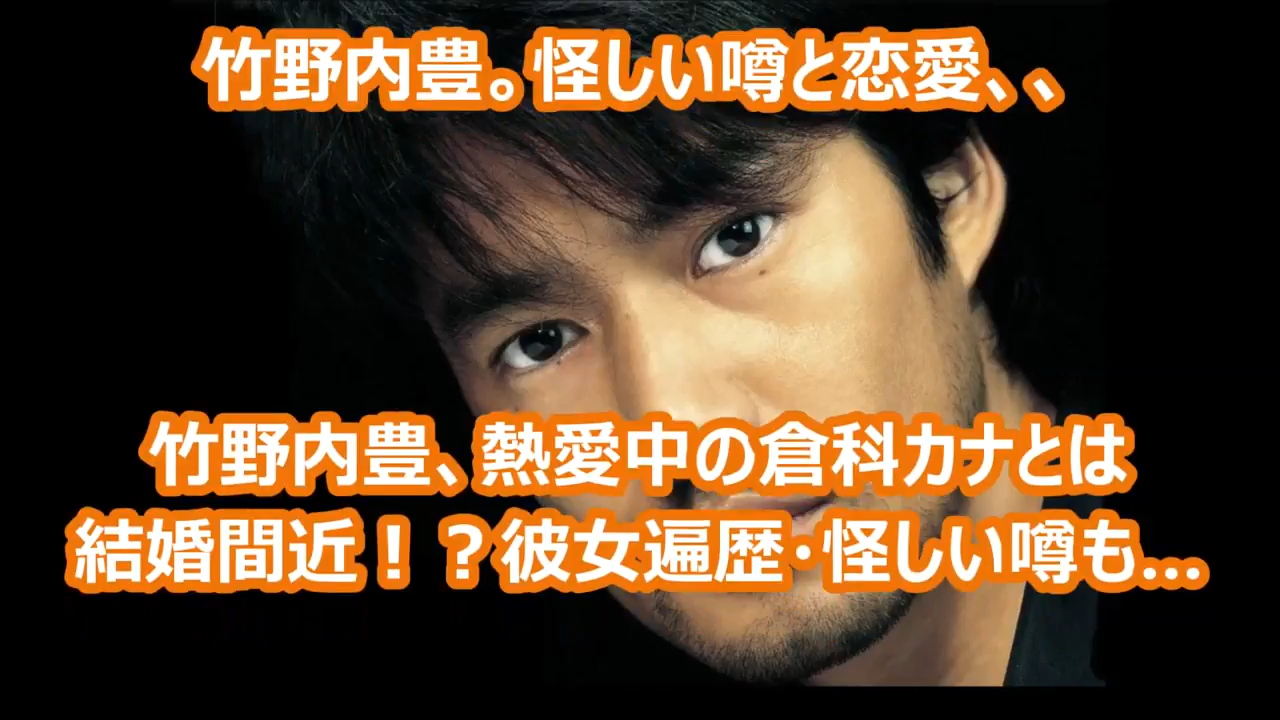 竹野内豊。怪しい噂と恋愛、、
竹野内豊、熱愛中の倉科カナとは
結婚間近！？彼女遍歴・怪しい噂も...